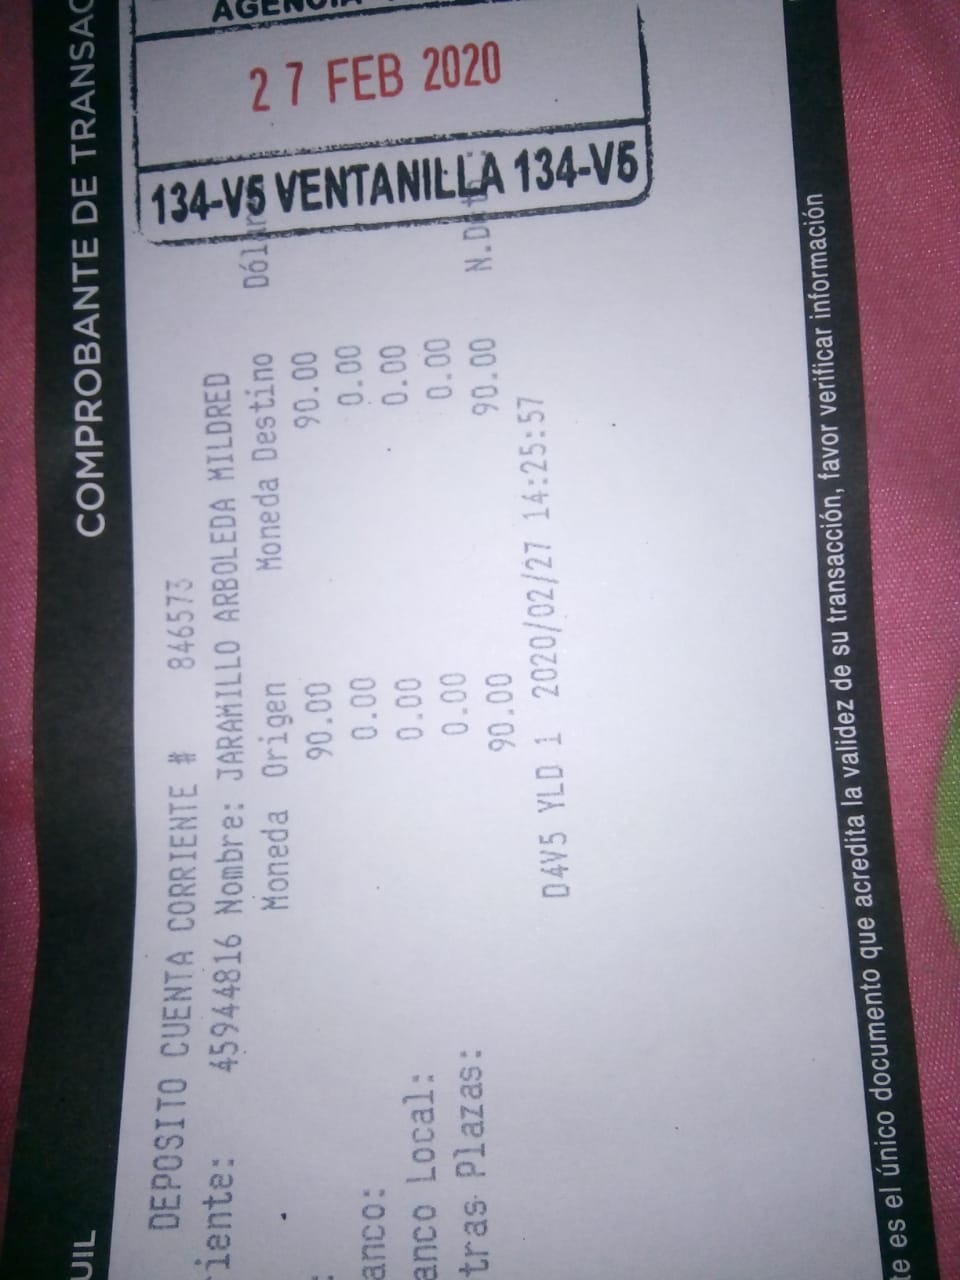 UIL
COMPROBANTE DE TRANSAC
AGENCIA
27 FEB 2020
134-V5 VENTANILLA 134-V5
DEPOSITO CUENTA CORRIENTE # 846573
riente: 45944816 Nombre: JARAMILLO ARBOLEDA MILDRED
Moneda Origen Moneda Destino Dólar
: 90.00 90.00
anco: 0.00 0.00
anco Local: 0.00 0.00
tras Plazas: 0.00 0.00
90.00 90.00
D4V5 YLD 1 2020/02/27 14:25:57
te es el único documento que acredita la validez de su transacción, favor verificar información